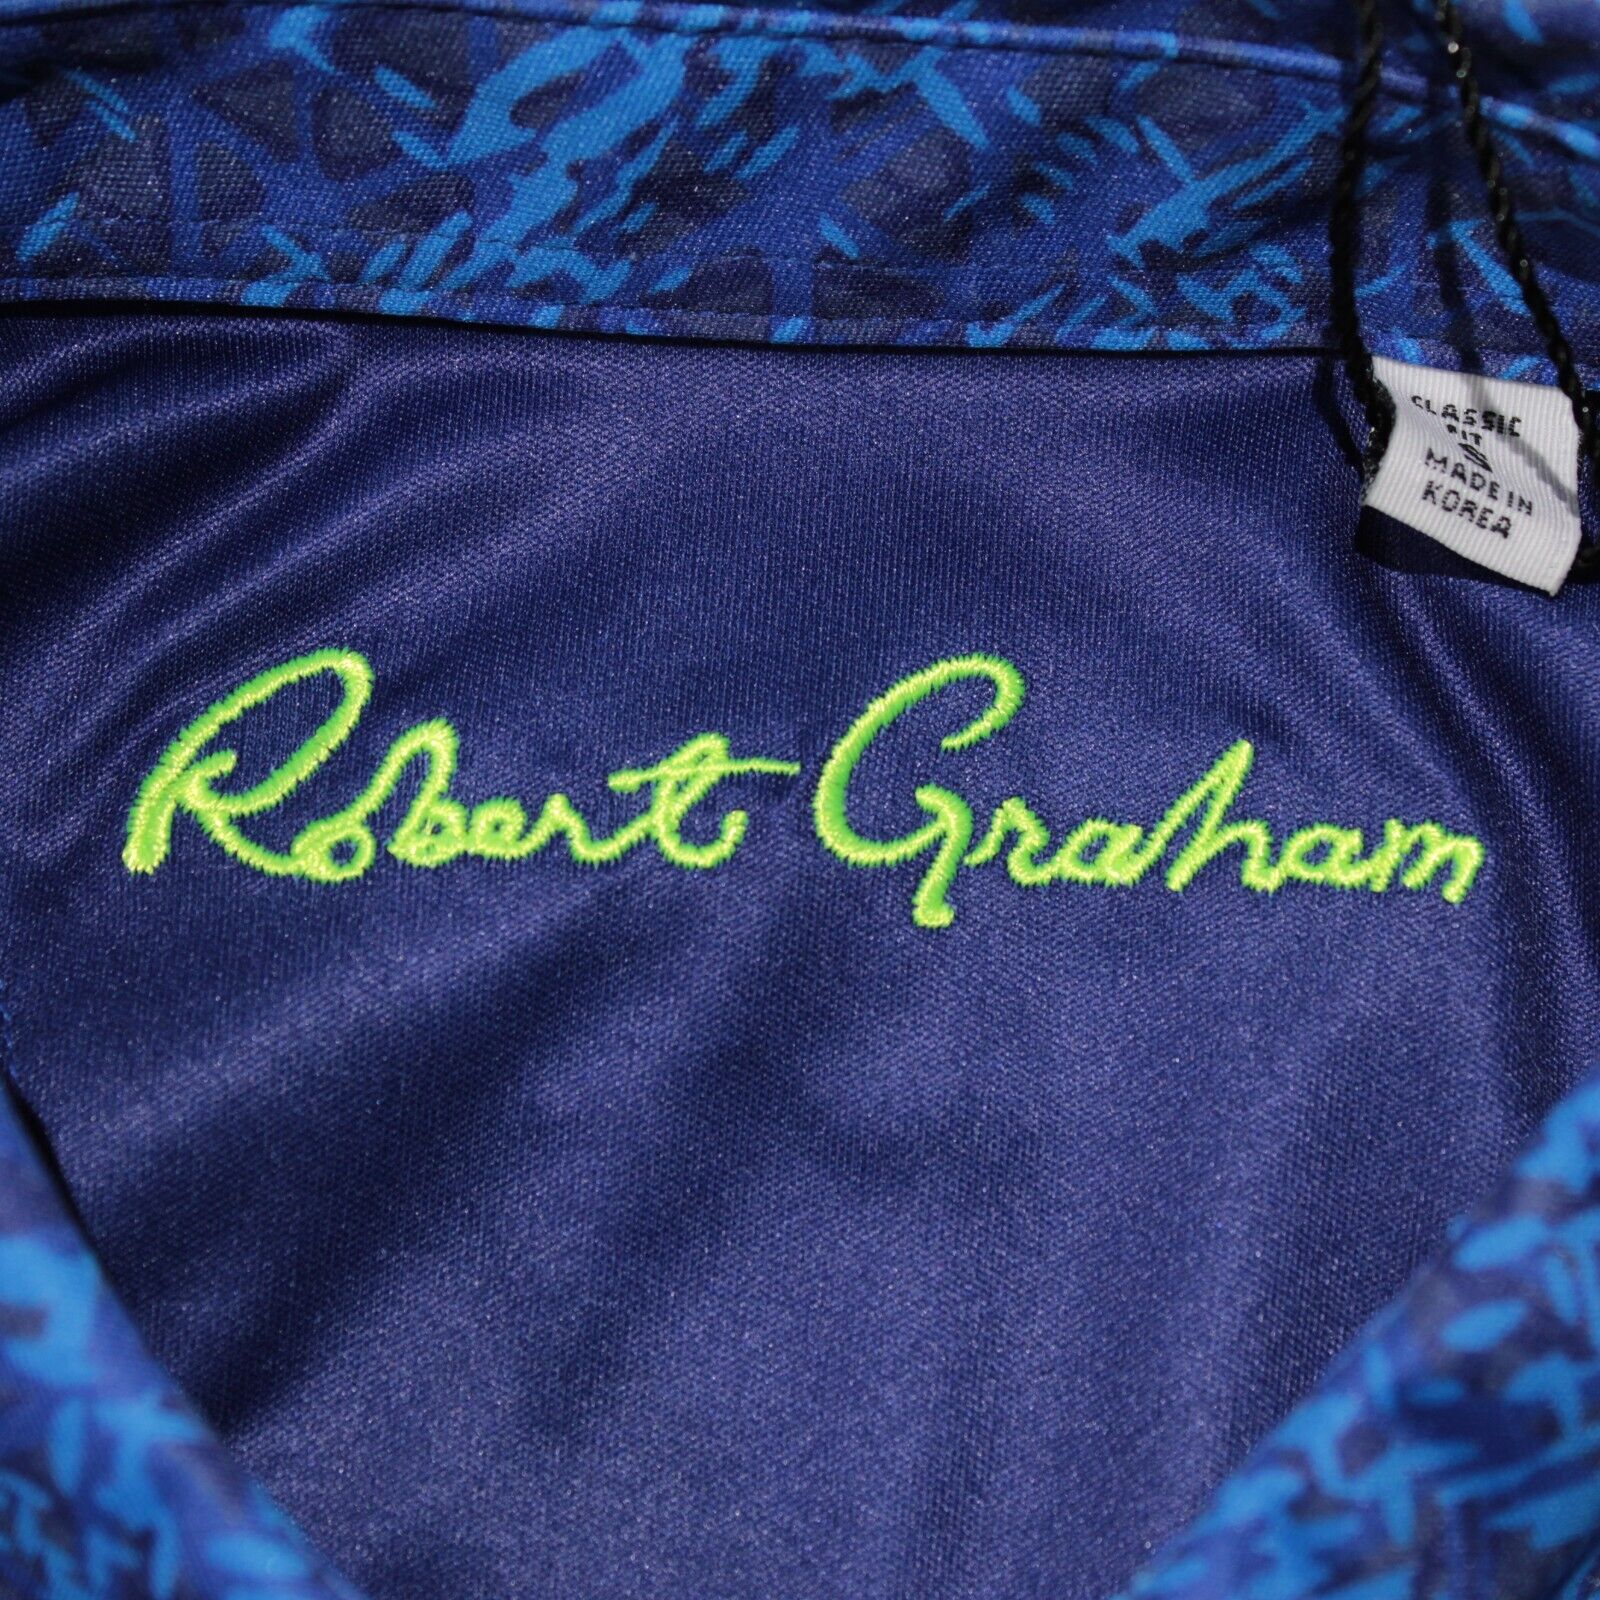 CLASSIC
FIT
S
MADE IN
KOREA
Robert Graham